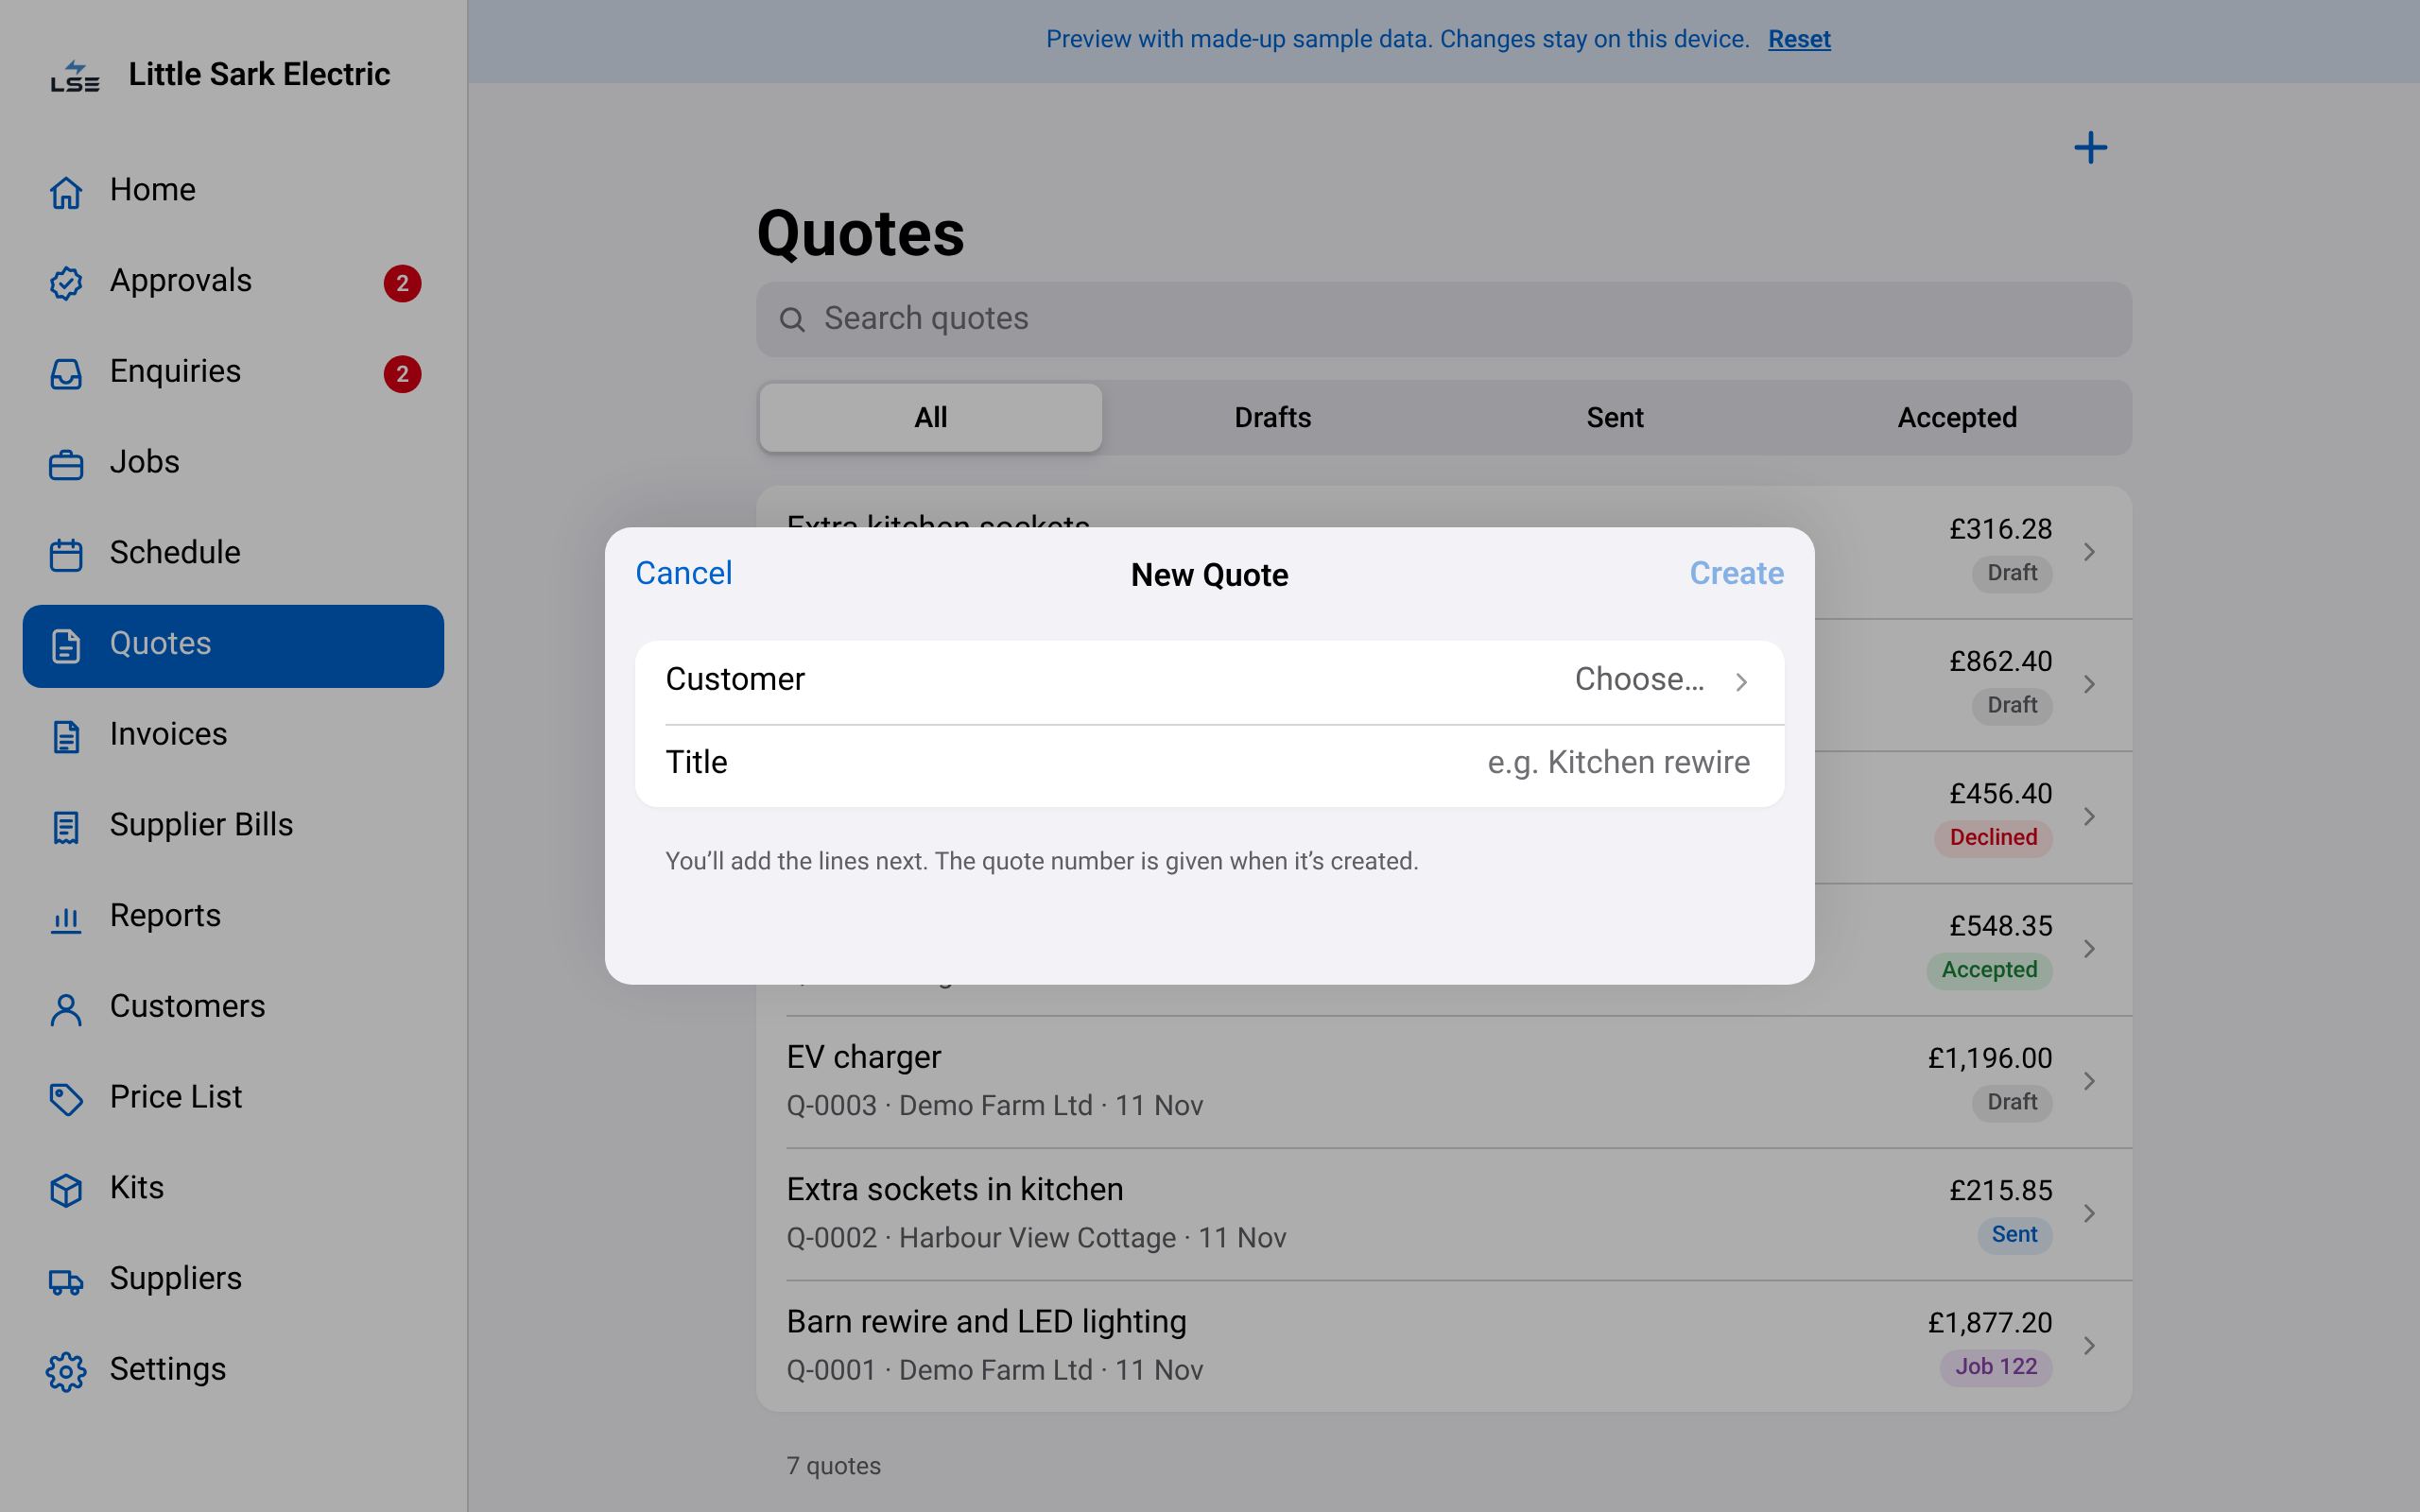 Preview with made-up sample data. Changes stay on this device. Reset
LSE Little Sark Electric
Home
Approvals 2
Enquiries 2
Jobs
Schedule
Quotes
Invoices
Supplier Bills
Reports
Customers
Price List
Kits
Suppliers
Settings
Quotes
Search quotes
All Drafts Sent Accepted
Extra kitchen sockets £316.28
Draft
Cancel New Quote Create
Customer Choose...
Title e.g. Kitchen rewire
You’ll add the lines next. The quote number is given when it’s created.
£862.40
Draft
£456.40
Declined
£548.35
Accepted
EV charger £1,196.00
Q-0003 · Demo Farm Ltd · 11 Nov Draft
Extra sockets in kitchen £215.85
Q-0002 · Harbour View Cottage · 11 Nov Sent
Barn rewire and LED lighting £1,877.20
Q-0001 · Demo Farm Ltd · 11 Nov Job 122
7 quotes